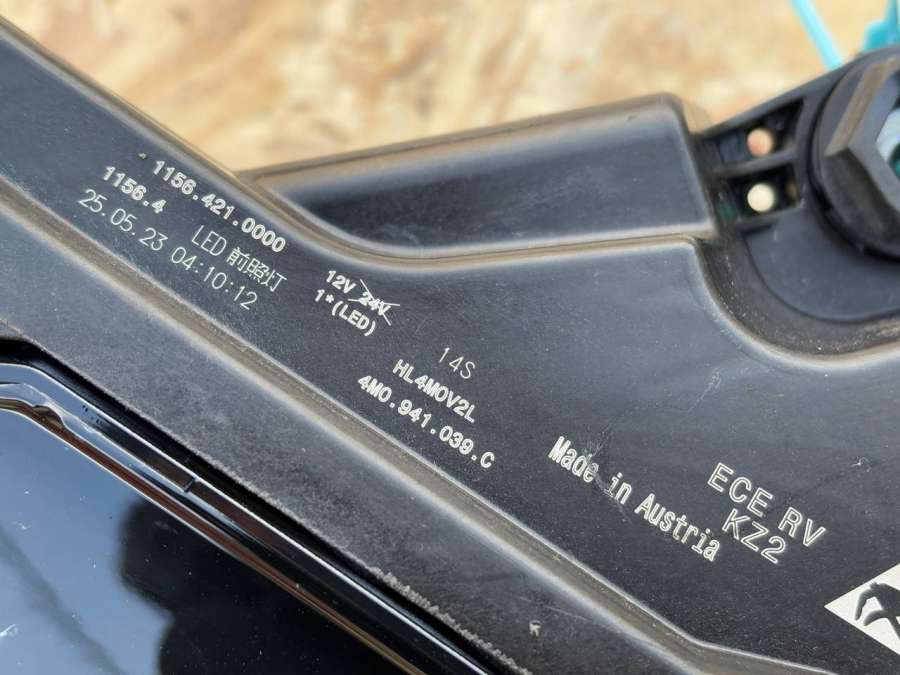 1156.421.0000
1156.4
LED 前照灯
25.05.23 04:10:12
12V 24V
1*(LED)
14S
HL4MOV2L
4M0.941.039.C
Made in Austria
ECE RV
KZ2